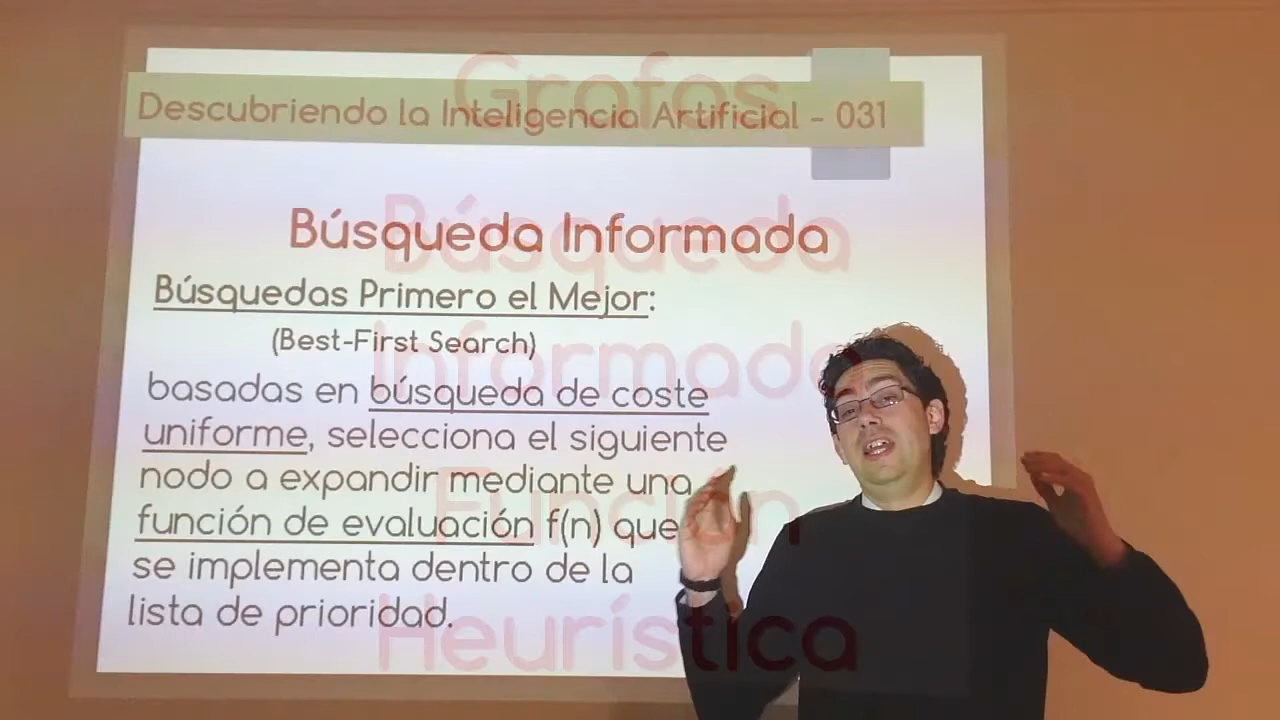 Grafos
Descubriendo la Inteligencia Artificial - 031
Búsqueda
Búsqueda Informada
Búsquedas Primero el Mejor:
(Best-First Search)
Informada
basadas en búsqueda de coste
uniforme, selecciona el siguiente
nodo a expandir mediante una
Función
función de evaluación f(n) que
se implementa dentro de la
lista de prioridad.
Heurística